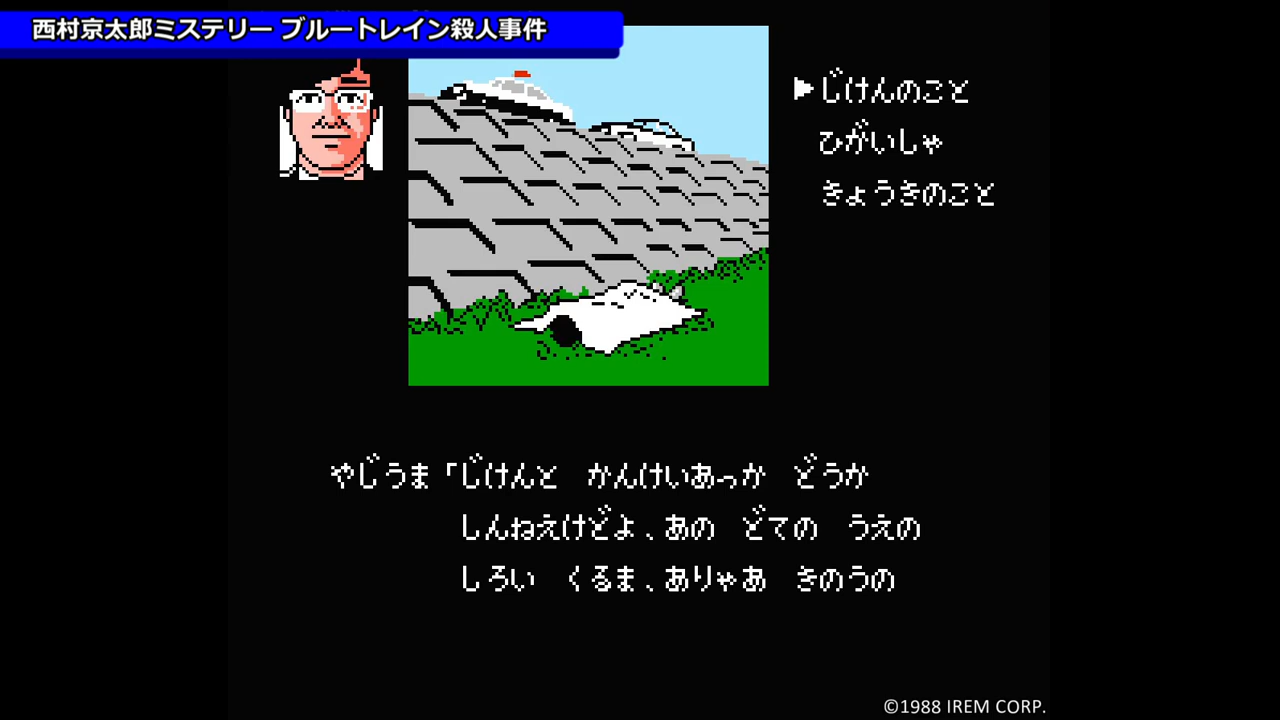 西村京太郎ミステリー ブルートレイン殺人事件
▶じけんのこと
ひがいしゃ
きょうきのこと
やじうま「じけんと かんけいあっか どうか
しんねえけどよ、あの どての うえの
しろい くるま、ありゃあ きのうの
©1988 IREM CORP.